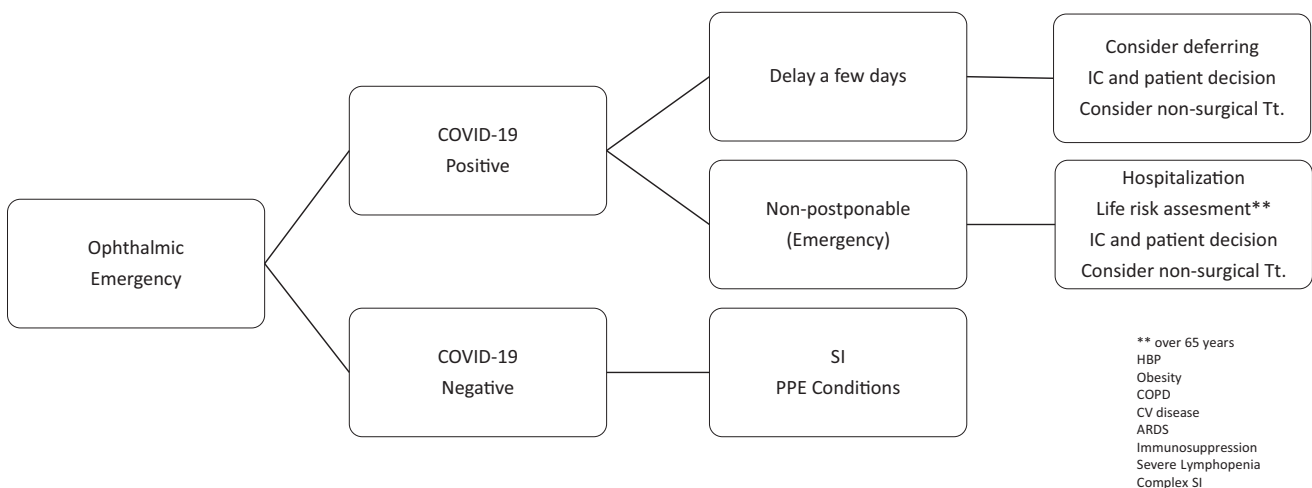 Ophthalmic
Emergency
COVID-19
Positive
COVID-19
Negative
Delay a few days
Non-postponable
(Emergency)
SI
PPE Conditions
Consider deferring
IC and patient decision
Consider non-surgical Tt.
Hospitalization
Life risk assesment**
IC and patient decision
Consider non-surgical Tt.
** over 65 years
HBP
Obesity
COPD
CV disease
ARDS
Immunosuppression
Severe Lymphopenia
Complex SI